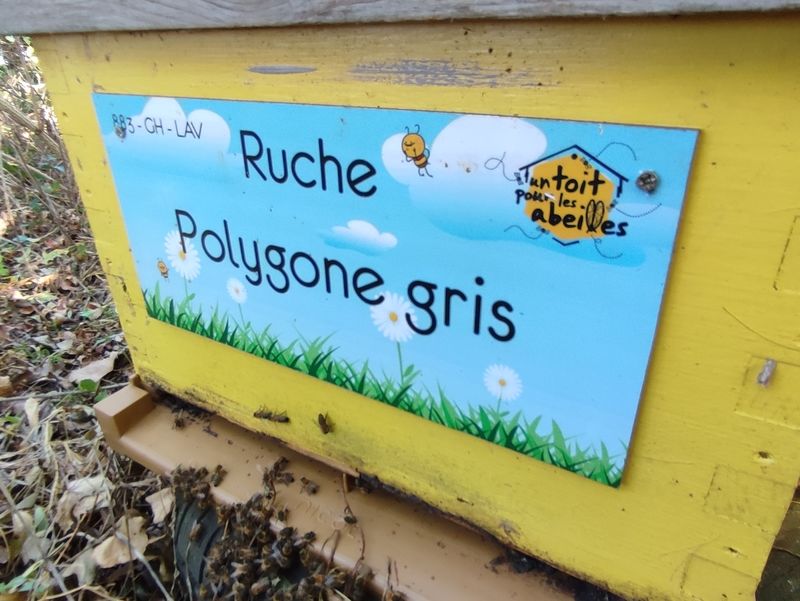 883 - GH - LAV
Ruche
Polygone gris
un toit
pour les
abeilles